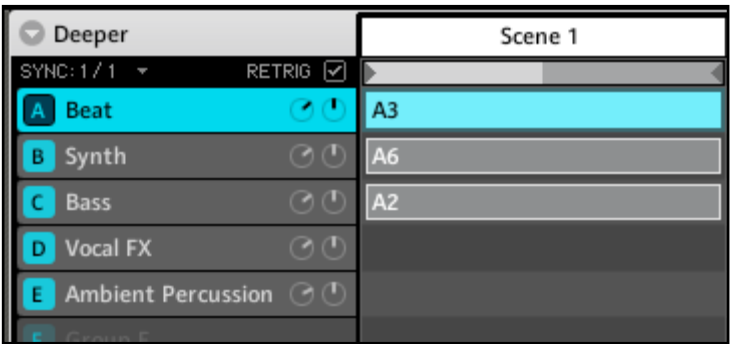 Deeper
Scene 1
SYNC: 1 / 1 RETRIG
A Beat A3
B Synth A6
C Bass A2
D Vocal FX
E Ambient Percussion